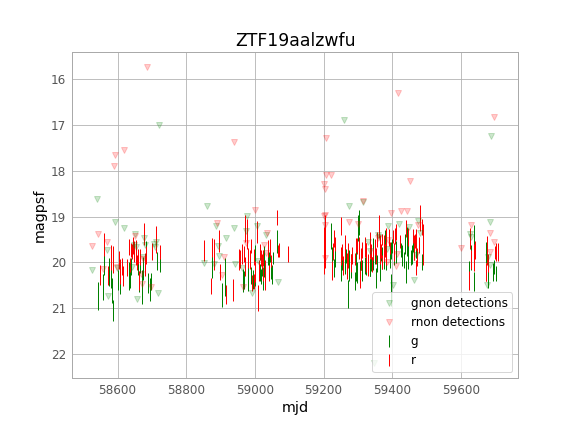 ZTF19aalzwfu
16
17
18
19
20
21
22
magpsf
58600
58800
59000
59200
59400
59600
mjd
gnon detections
rnon detections
g
r